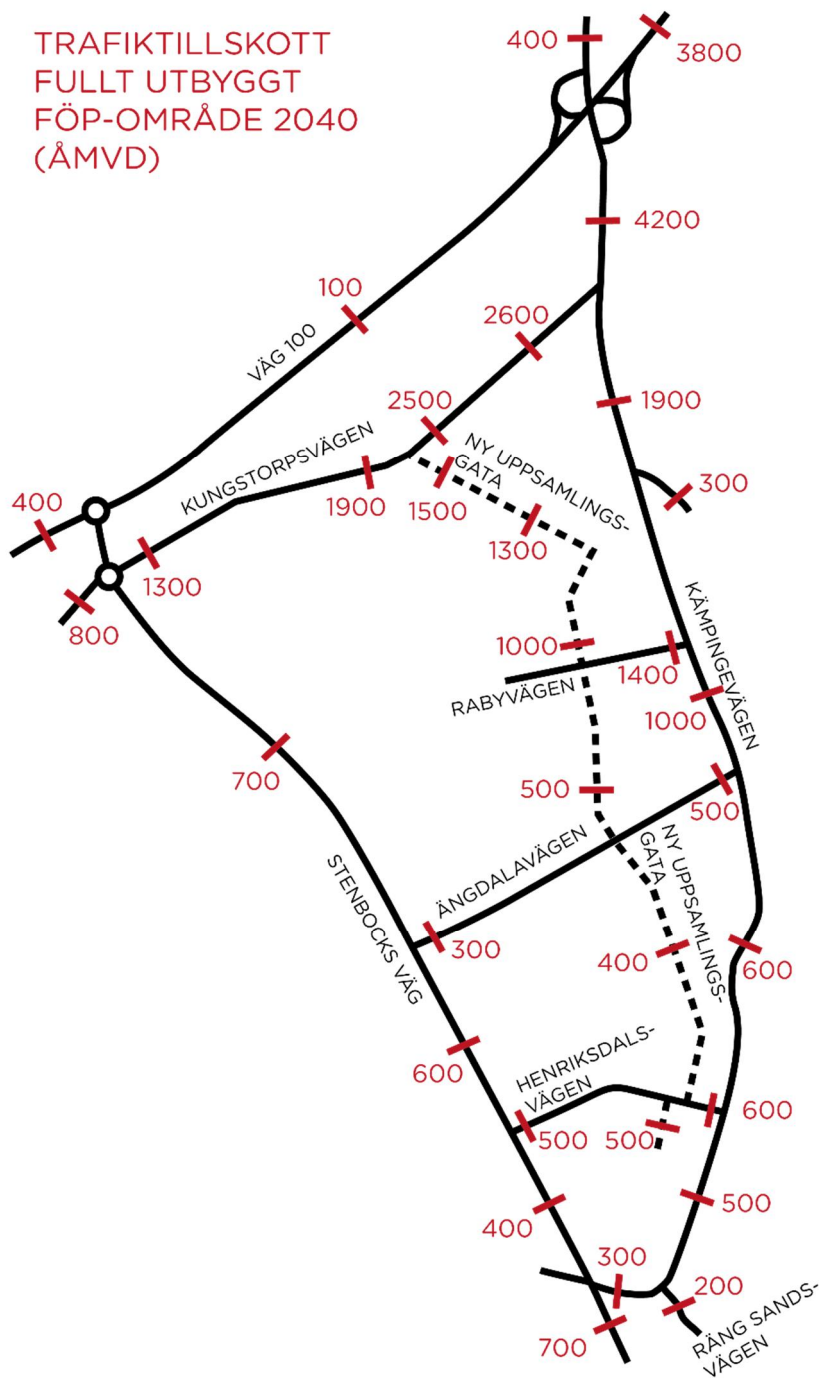 TRAFIKTILLSKOTT
FULLT UTBYGGT
FÖP-OMRÅDE 2040
(ÅMVD)
400
3800
4200
100
VÄG 100
2600
2500
1900
KUNGSTORPSVÄGEN
NY UPPSAMLINGS-
GATA
300
400
1900
1500
1300
1300
800
KÄMPINGEVÄGEN
1000
1400
RABYVÄGEN
1000
700
500
500
ÄNGDALAVÄGEN
NY UPPSAMLINGS-
GATA
STENBOCKS VÄG
300
400
600
600
HENRIKSDALS-
VÄGEN
600
500
500
500
400
300
200
RÄNG SANDS-
VÄGEN
700